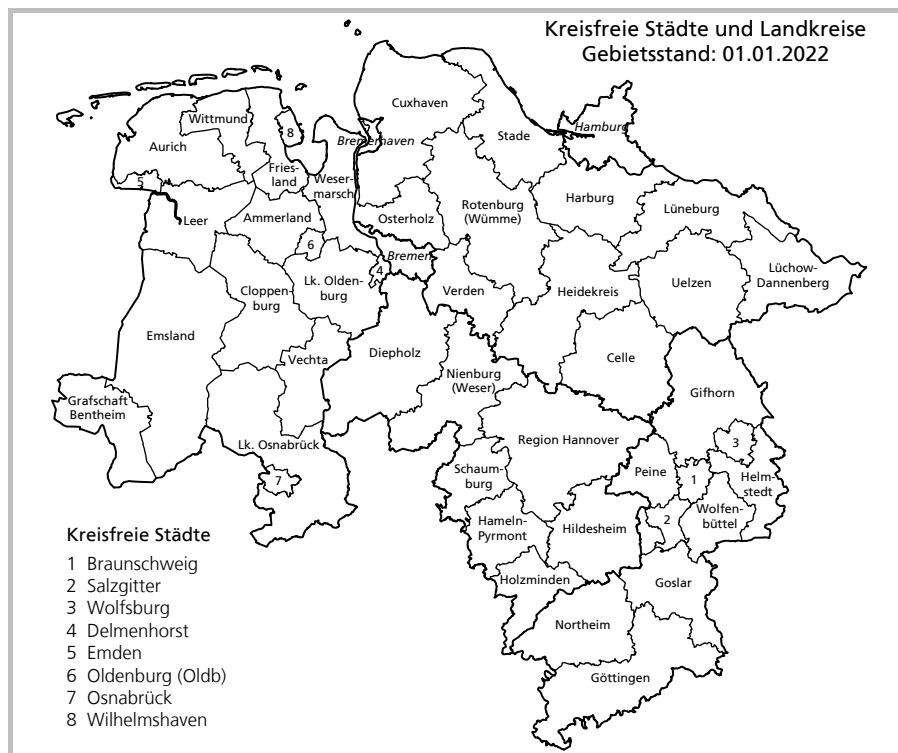 Kreisfreie Städte und Landkreise
Gebietsstand: 01.01.2022
Cuxhaven
Wittmund
8
Bremerhaven
Stade
Hamburg
Aurich
5
Fries-
land
Weser-
marsch
Leer
Ammerland
6
Osterholz
Rotenburg
(Wümme)
Harburg
Lüneburg
Bremen
4
Lk. Olden-
burg
Cloppen-
burg
Verden
Heidekreis
Uelzen
Lüchow-
Dannenberg
Emsland
Vechta
Diepholz
Nienburg
(Weser)
Celle
Gifhorn
Grafschaft
Bentheim
Lk. Osnabrück
7
Region Hannover
3
Schaum-
burg
Peine
1
Helm-
stedt
2
Wolfen-
büttel
Hameln-
Pyrmont
Hildesheim
Holzminden
Goslar
Northeim
Göttingen
Kreisfreie Städte
1 Braunschweig
2 Salzgitter
3 Wolfsburg
4 Delmenhorst
5 Emden
6 Oldenburg (Oldb)
7 Osnabrück
8 Wilhelmshaven